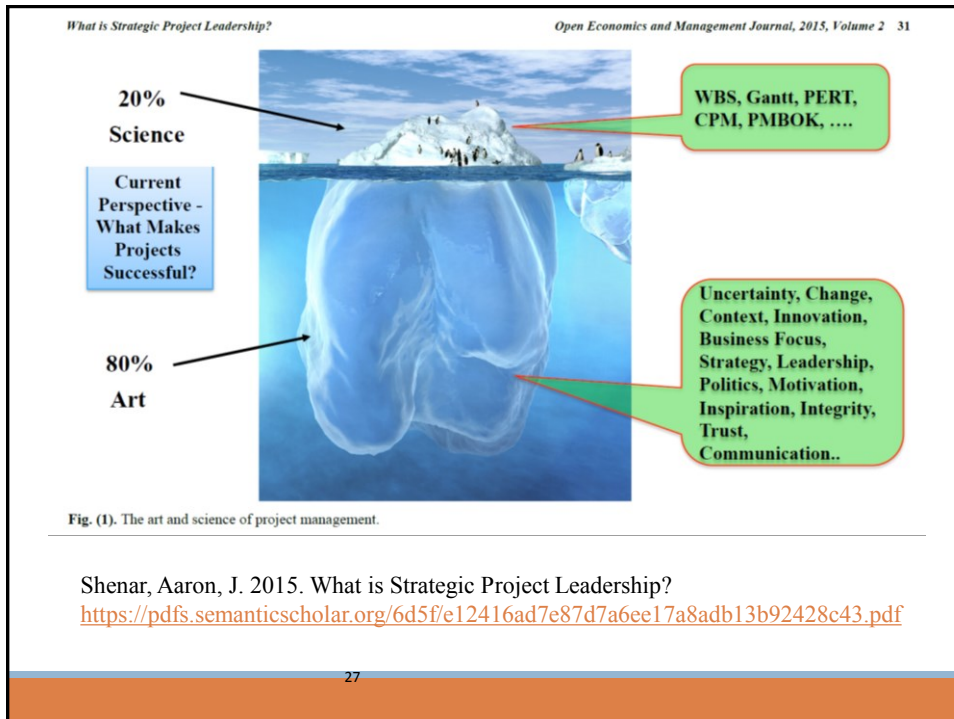 What is Strategic Project Leadership?
Open Economics and Management Journal, 2015, Volume 2 31
20%
Science
WBS, Gantt, PERT,
CPM, PMBOK, ....
Current
Perspective -
What Makes
Projects
Successful?
80%
Art
Uncertainty, Change,
Context, Innovation,
Business Focus,
Strategy, Leadership,
Politics, Motivation,
Inspiration, Integrity,
Trust,
Communication..
Fig. (1). The art and science of project management.
Shenar, Aaron, J. 2015. What is Strategic Project Leadership?
https://pdfs.semanticscholar.org/6d5f/e12416ad7e87d7a6ee17a8adb13b92428c43.pdf
27